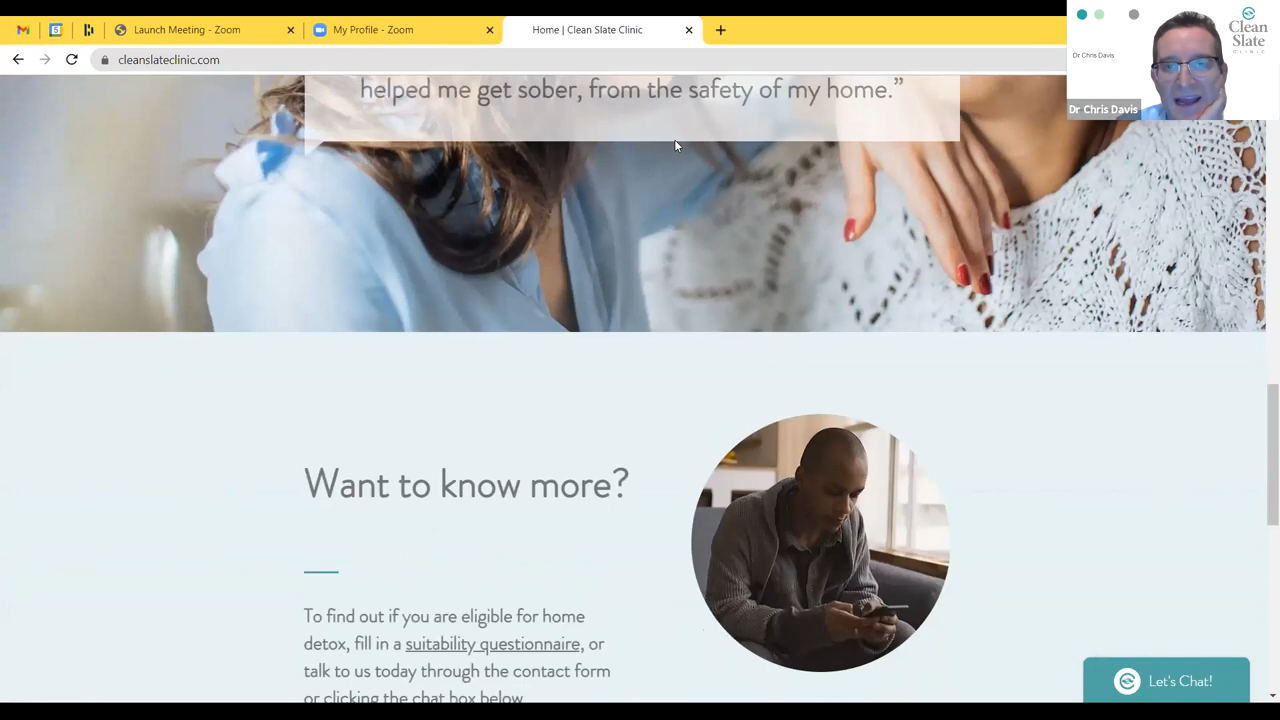 Launch Meeting - Zoom
My Profile - Zoom
Home | Clean Slate Clinic
cleanslateclinic.com
Dr Chris Davis
Clean
Slate
CLINIC
Dr Chris Davis
helped me get sober, from the safety of my home.”
Want to know more?
To find out if you are eligible for home
detox, fill in a suitability questionnaire, or
talk to us today through the contact form
or clicking the chat box below
Let's Chat!